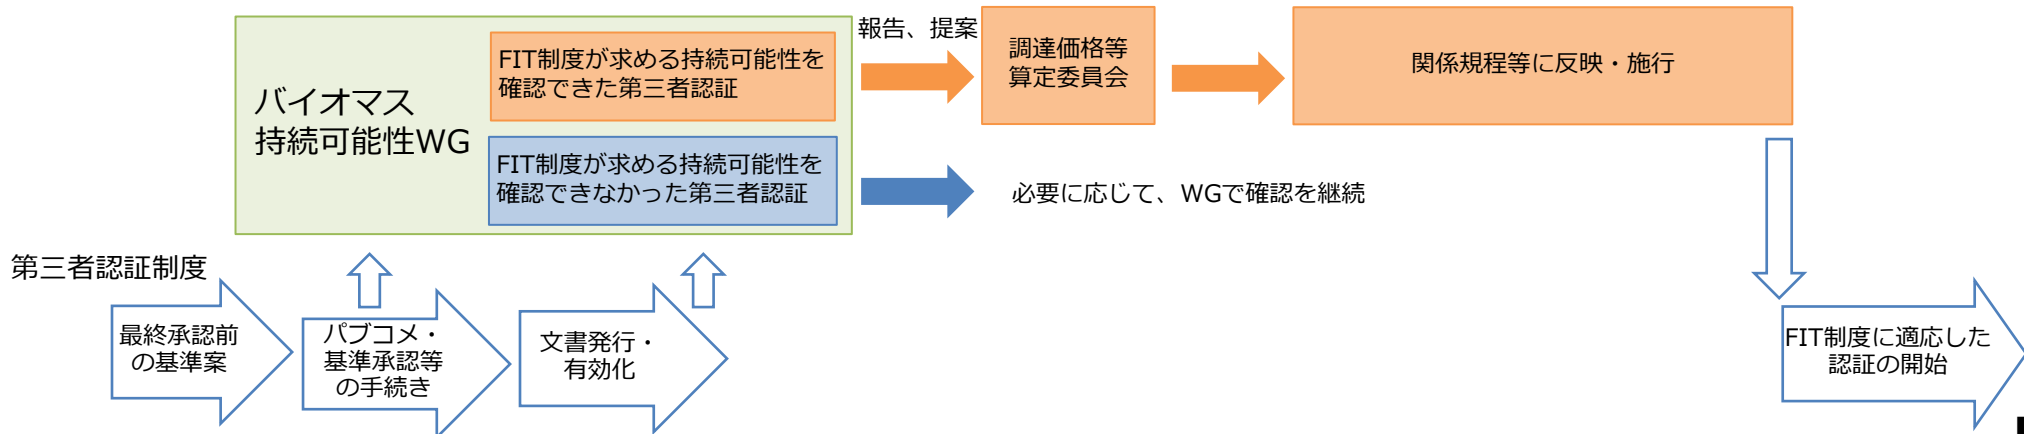 バイオマス
持続可能性WG
FIT制度が求める持続可能性を
確認できた第三者認証
FIT制度が求める持続可能性を
確認できなかった第三者認証
報告、提案
調達価格等
算定委員会
関係規程等に反映・施行
必要に応じて、WGで確認を継続
第三者認証制度
最終承認前
の基準案
パブコメ・
基準承認等
の手続き
文書発行・
有効化
FIT制度に適応した
認証の開始